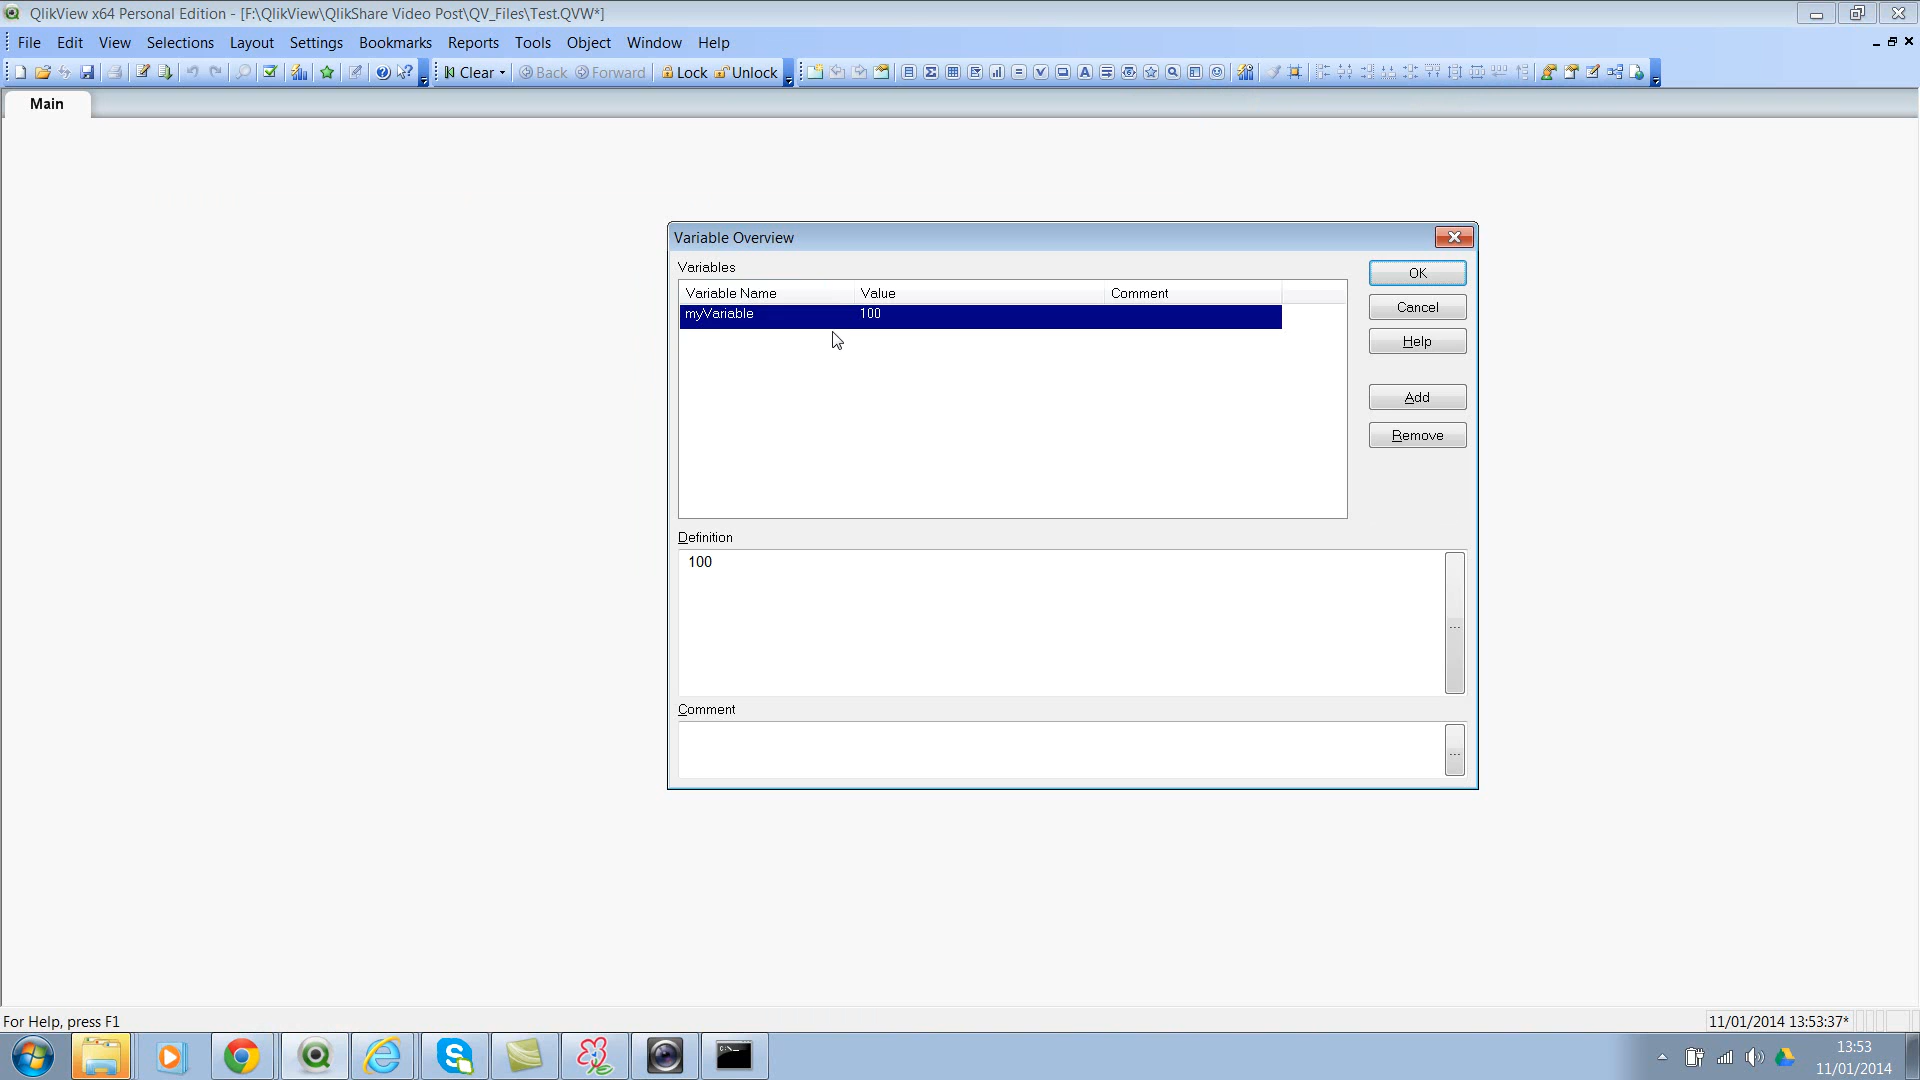 QlikView x64 Personal Edition - [F:\QlikView\QlikShare Video Post\QV_Files\Test.QVW*]
File Edit View Selections Layout Settings Bookmarks Reports Tools Object Window Help
Clear Back Forward Lock Unlock
Main
Variable Overview
Variables
Variable Name Value Comment
myVariable 100
OK
Cancel
Help
Add
Remove
Definition
100
...
Comment
...
For Help, press F1
11/01/2014 13:53:37*
13:53
11/01/2014